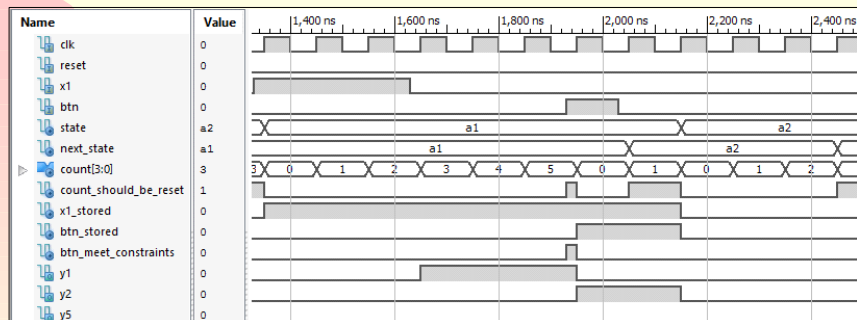 Name Value 1,400 ns 1,600 ns 1,800 ns 2,000 ns 2,200 ns 2,400 ns
clk 0
reset 0
x1 0
btn 0
state a2 a1 a2
next_state a1 a1 a2
count[3:0] 3 3 0 1 2 3 4 5 0 1 0 1 2
count_should_be_reset 1
x1_stored 0
btn_stored 0
btn_meet_constraints 0
y1 0
y2 0
y5 0